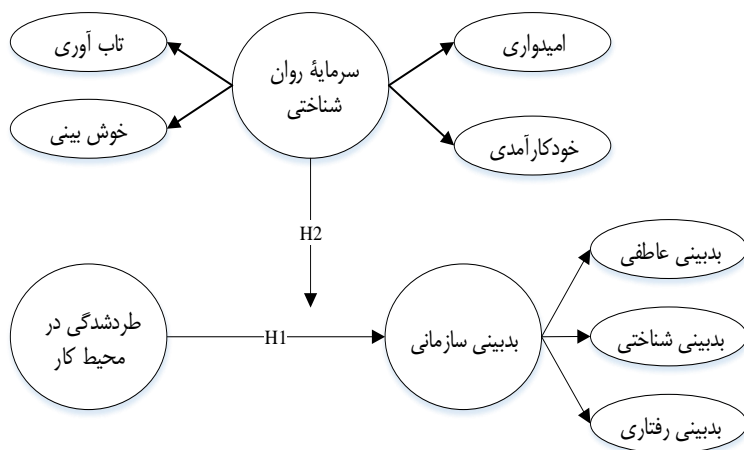 امیدواری
سرمایۀ روان
شناختی
تاب آوری
خودکارآمدی
خوش بینی
H2
بدبینی عاطفی
طردشدگی در
محیط کار
H1
بدبینی سازمانی
بدبینی شناختی
بدبینی رفتاری